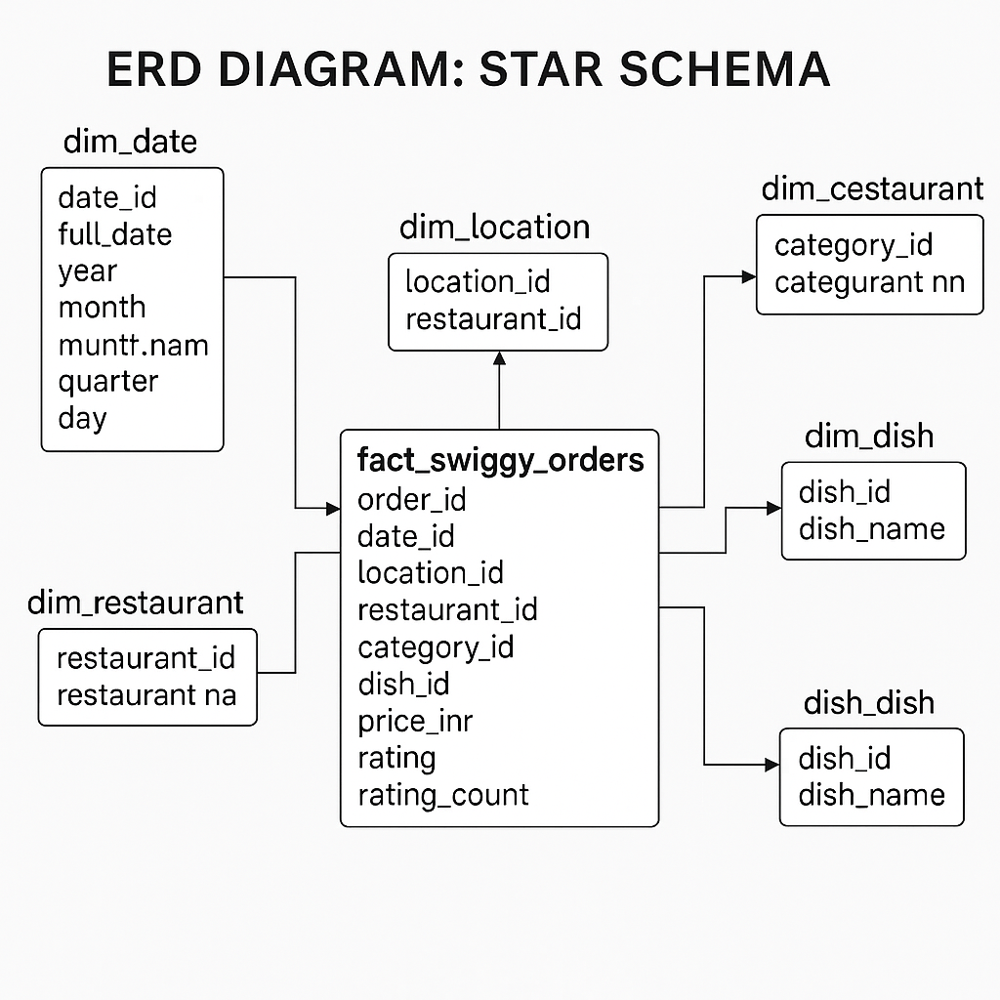 ERD DIAGRAM: STAR SCHEMA
dim_date
date_id
full_date
year
month
muntt.nam
quarter
day
dim_location
location_id
restaurant_id
dim_cestaurant
category_id
categurant nn
fact_swiggy_orders
order_id
date_id
location_id
restaurant_id
category_id
dish_id
price_inr
rating
rating_count
dim_dish
dish_id
dish_name
dim_restaurant
restaurant_id
restaurant na
dish_dish
dish_id
dish_name